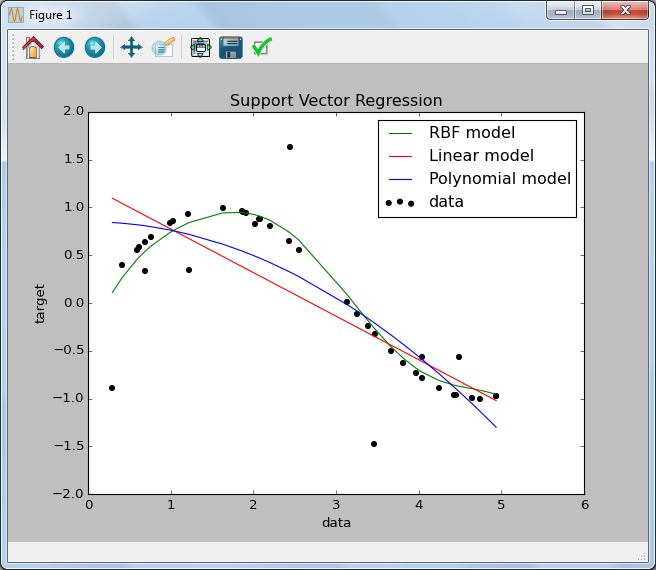 Figure 1
Support Vector Regression
2.0
1.5
1.0
0.5
0.0
−0.5
−1.0
−1.5
−2.0
target
RBF model
Linear model
Polynomial model
data
0 1 2 3 4 5 6
data